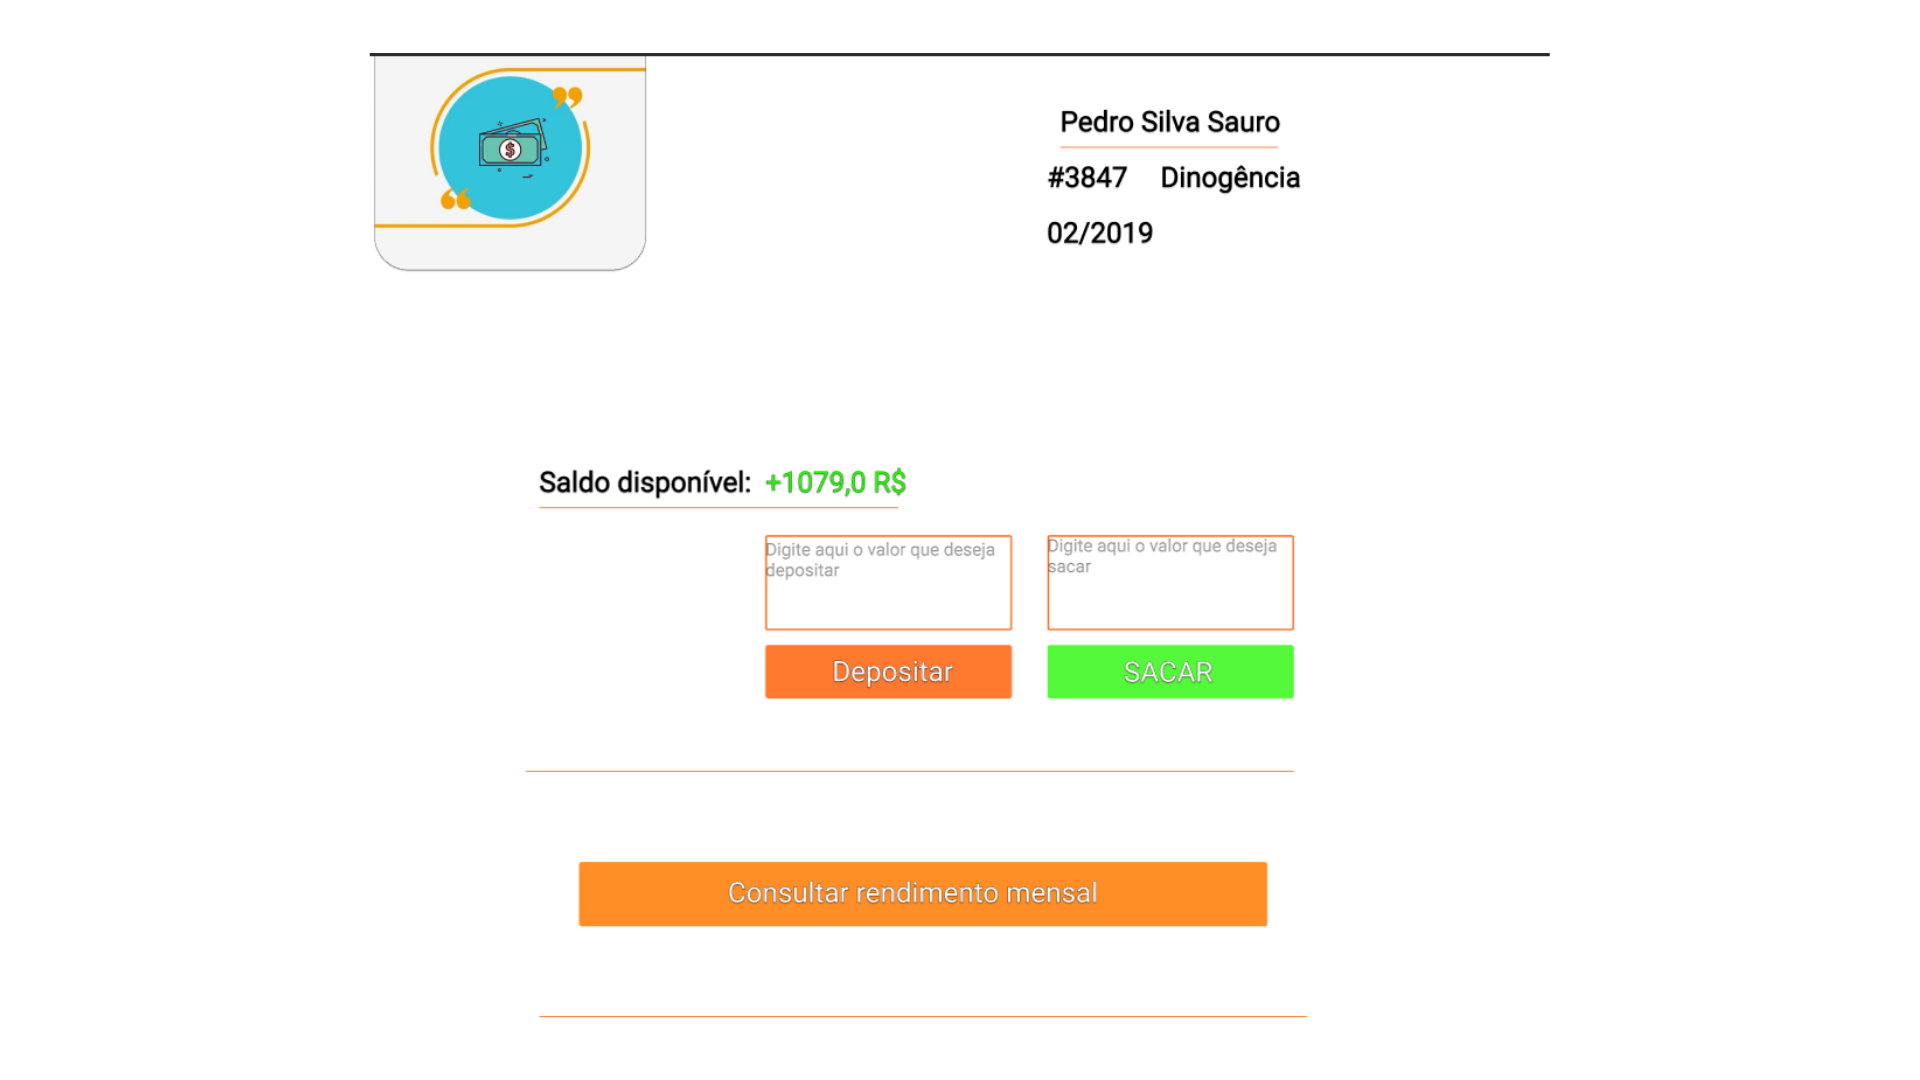 Pedro Silva Sauro
#3847 Dinogência
02/2019
Saldo disponível: +1079,0 R$
Digite aqui o valor que deseja
depositar
Digite aqui o valor que deseja
sacar
Depositar
SACAR
Consultar rendimento mensal